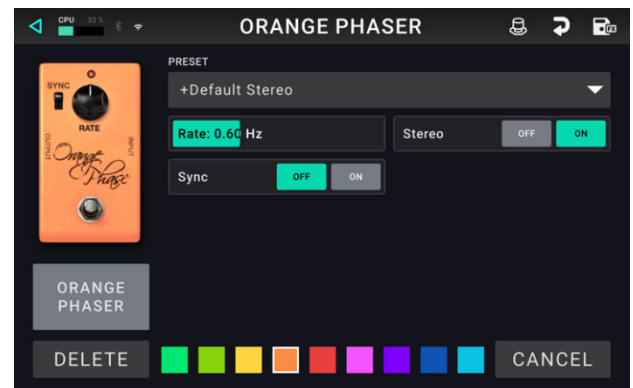 CPU 33 %
ORANGE PHASER
PRESET
+Default Stereo
SYNC
RATE
OUTPUT
INPUT
Orange
Phase
Rate: 0.60 Hz
Stereo
OFF
ON
Sync
OFF
ON
ORANGE
PHASER
DELETE
CANCEL